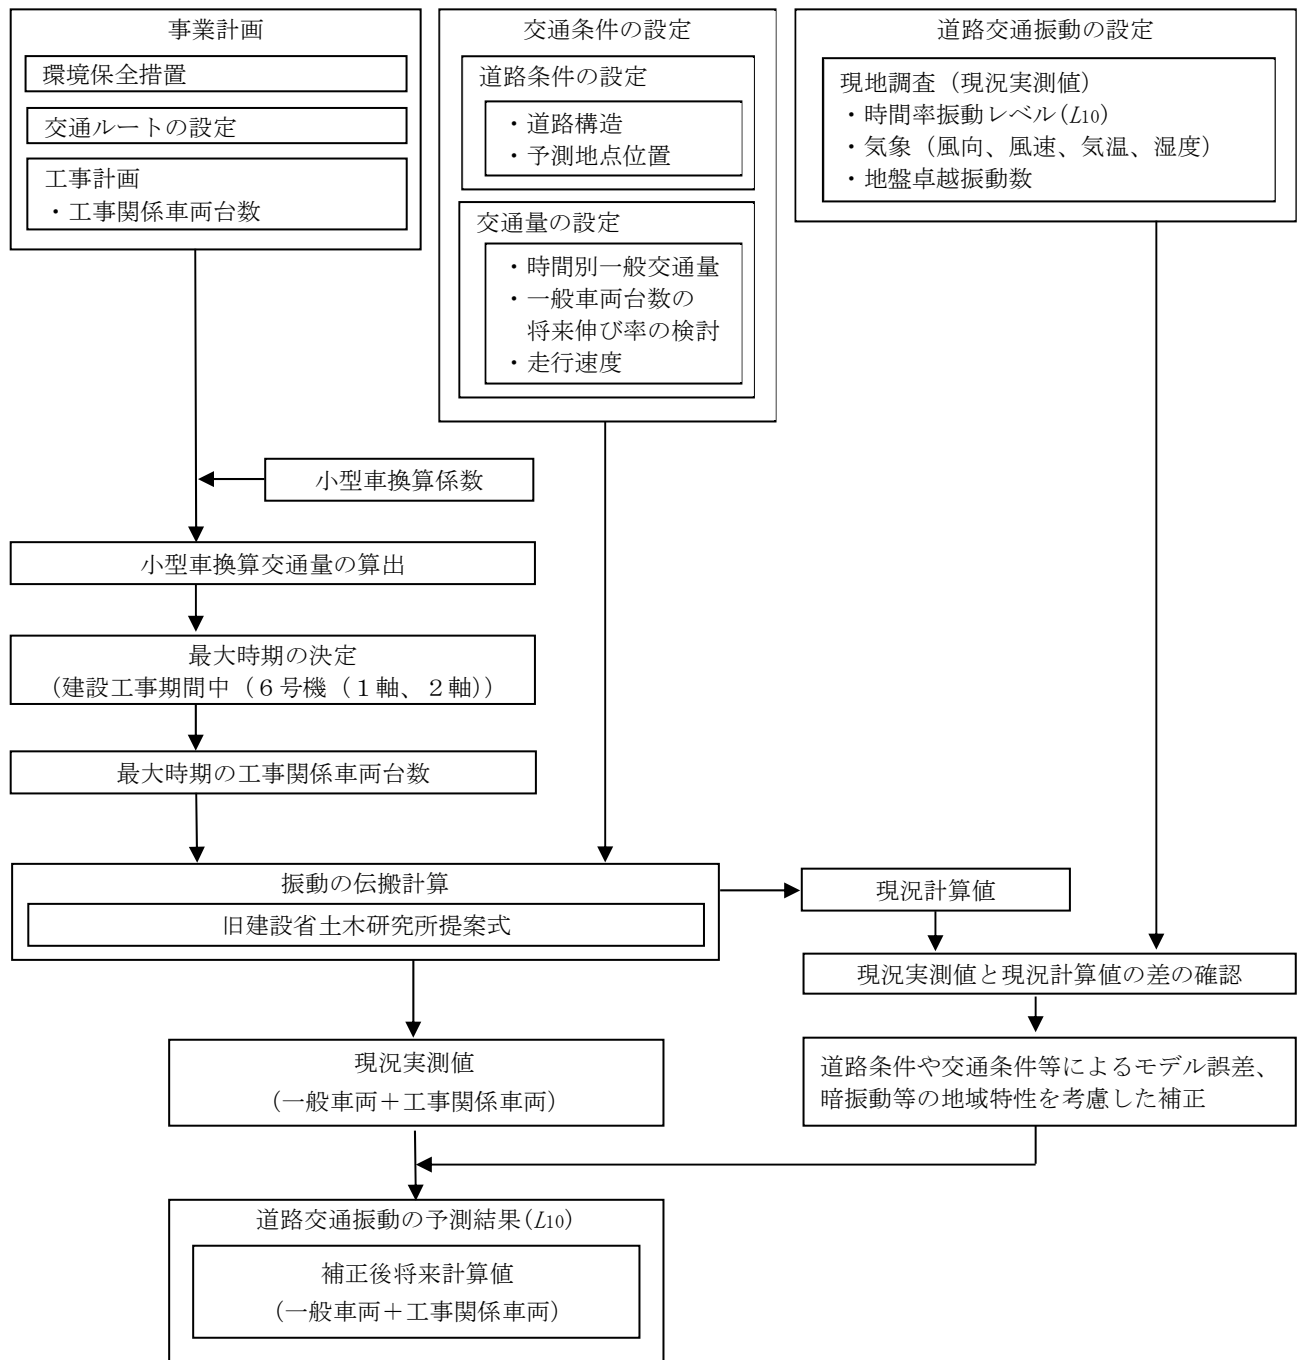 事業計画
環境保全措置
交通ルートの設定
工事計画
・工事関係車両台数
交通条件の設定
道路条件の設定
・道路構造
・予測地点位置
交通量の設定
・時間別一般交通量
・一般車両台数の
将来伸び率の検討
・走行速度
道路交通振動の設定
現地調査（現況実測値）
・時間率振動レベル(L10)
・気象（風向、風速、気温、湿度）
・地盤卓越振動数
小型車換算係数
小型車換算交通量の算出
最大時期の決定
（建設工事期間中（６号機（１軸、２軸））
最大時期の工事関係車両台数
振動の伝搬計算
旧建設省土木研究所提案式
現況計算値
現況実測値と現況計算値の差の確認
現況実測値
（一般車両＋工事関係車両）
道路条件や交通条件等によるモデル誤差、
暗振動等の地域特性を考慮した補正
道路交通振動の予測結果(L10)
補正後将来計算値
（一般車両＋工事関係車両）